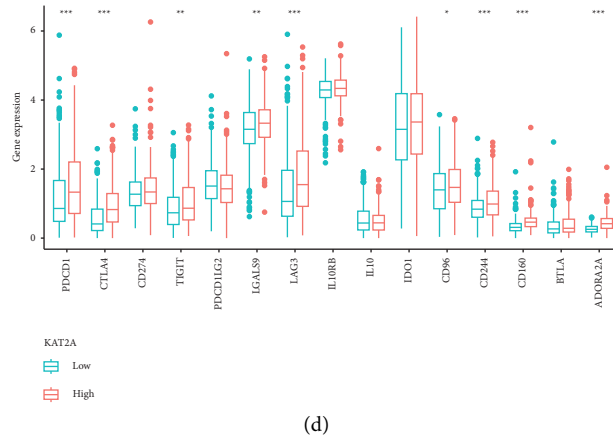 *** *** ** ** *** * *** *** ***
6
4
2
0
Gene expression
PDCD1
CTLA4
CD274
TIGIT
PDCD1LG2
LGALS9
LAG3
IL10RB
IL10
IDO1
CD96
CD244
CD160
BTLA
ADORA2A
KAT2A
Low
High
(d)